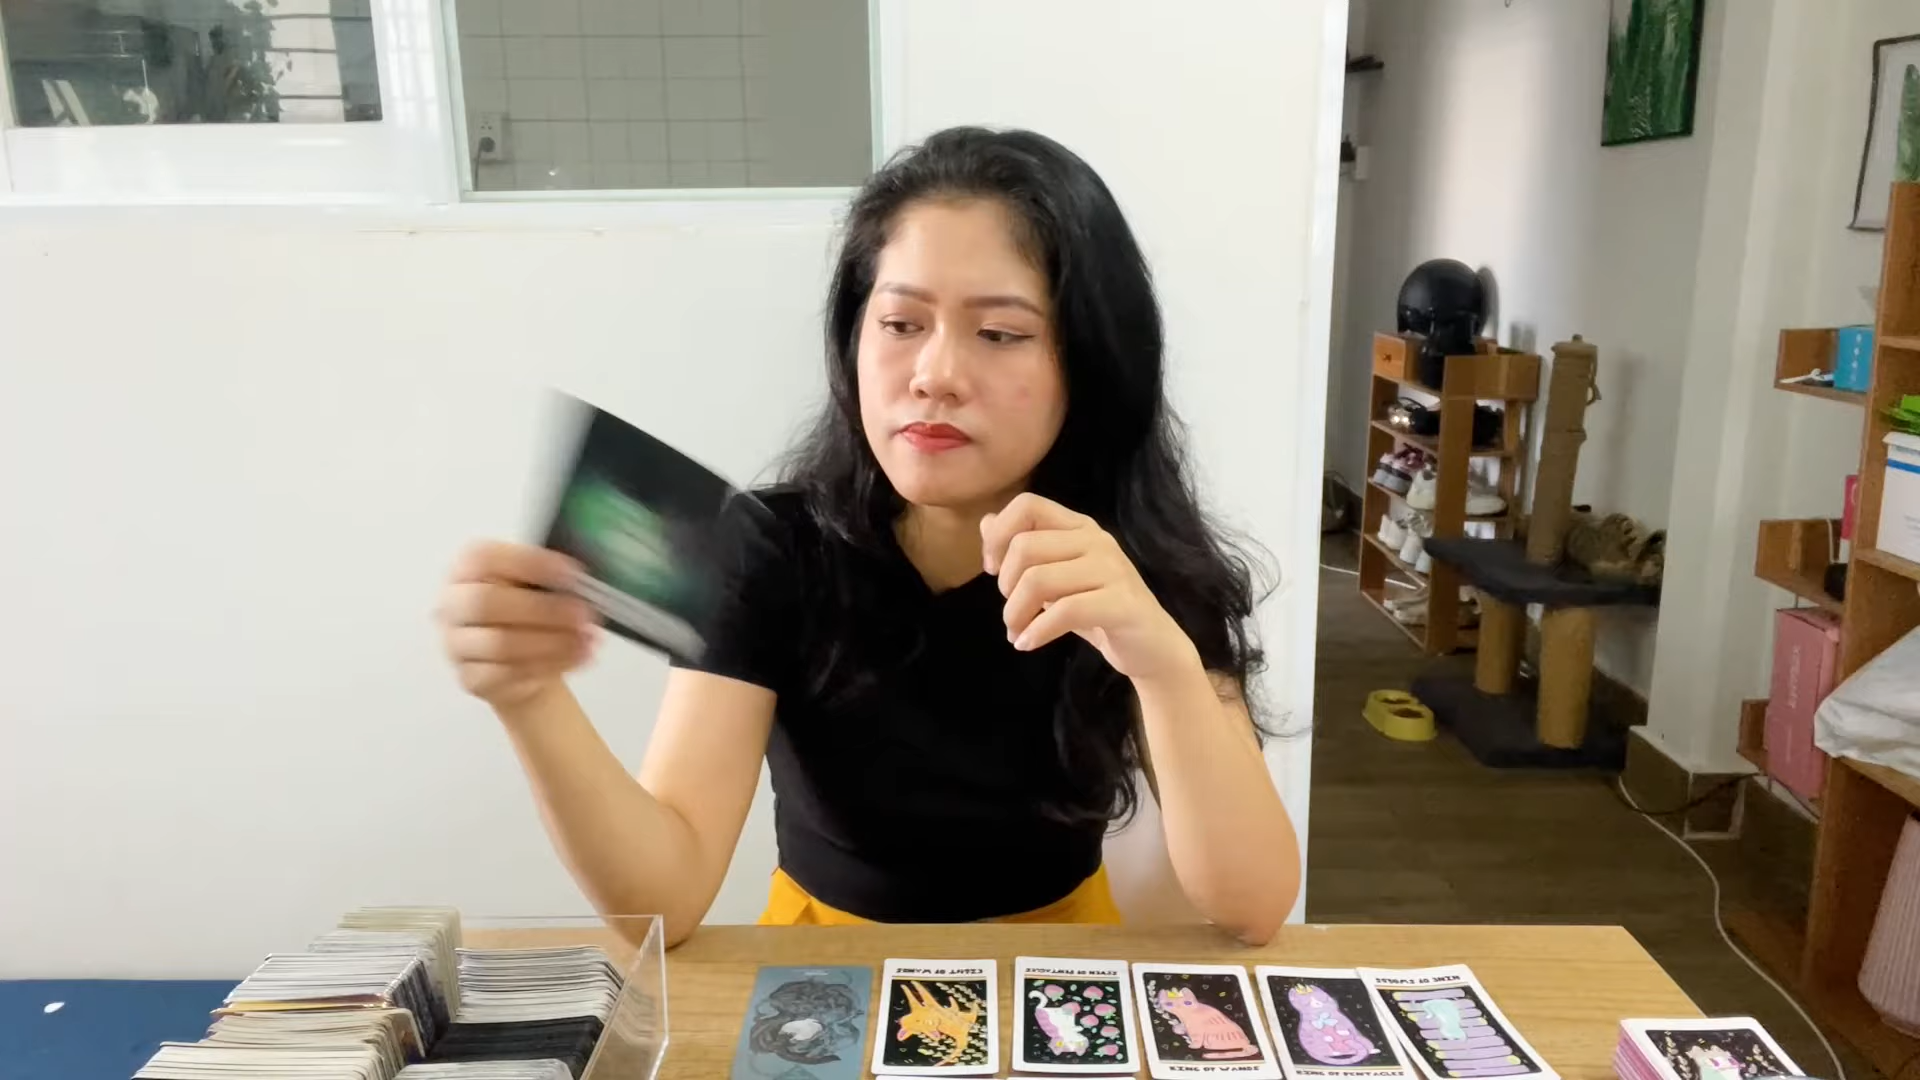 EIGHT OF WANDS
SEVEN OF PENTACLES
KING OF WANDS
KING OF PENTACLES
NINE OF SWORDS